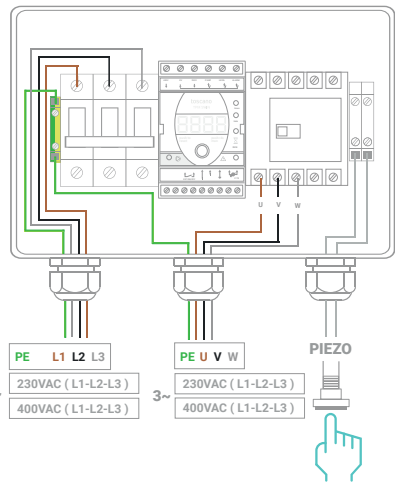 toscano
U
V
W
PE L1 L2 L3
230VAC ( L1-L2-L3 )
400VAC ( L1-L2-L3 )
3~
PE U V W
230VAC ( L1-L2-L3 )
400VAC ( L1-L2-L3 )
PIEZO